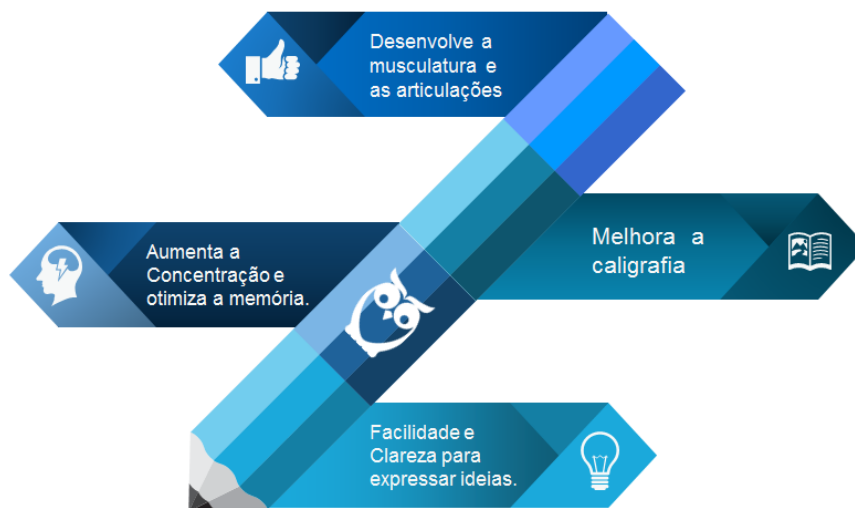 Desenvolve a
musculatura e
as articulações
Aumenta a
Concentração e
otimiza a memória.
Melhora a
caligrafia
Facilidade e
Clareza para
expressar ideias.